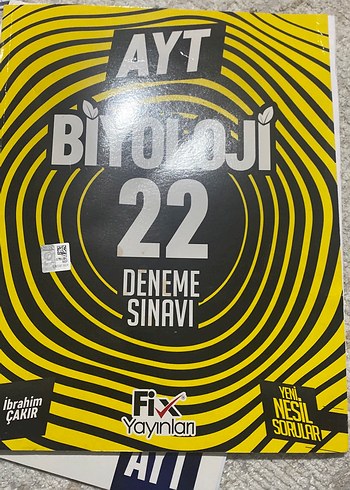 AYT
BİYOLOJİ
22
DENEME
SINAVI
İbrahim
ÇAKIR
Fix
Yayınları
YENİ
NESİL
SORULAR
AYT